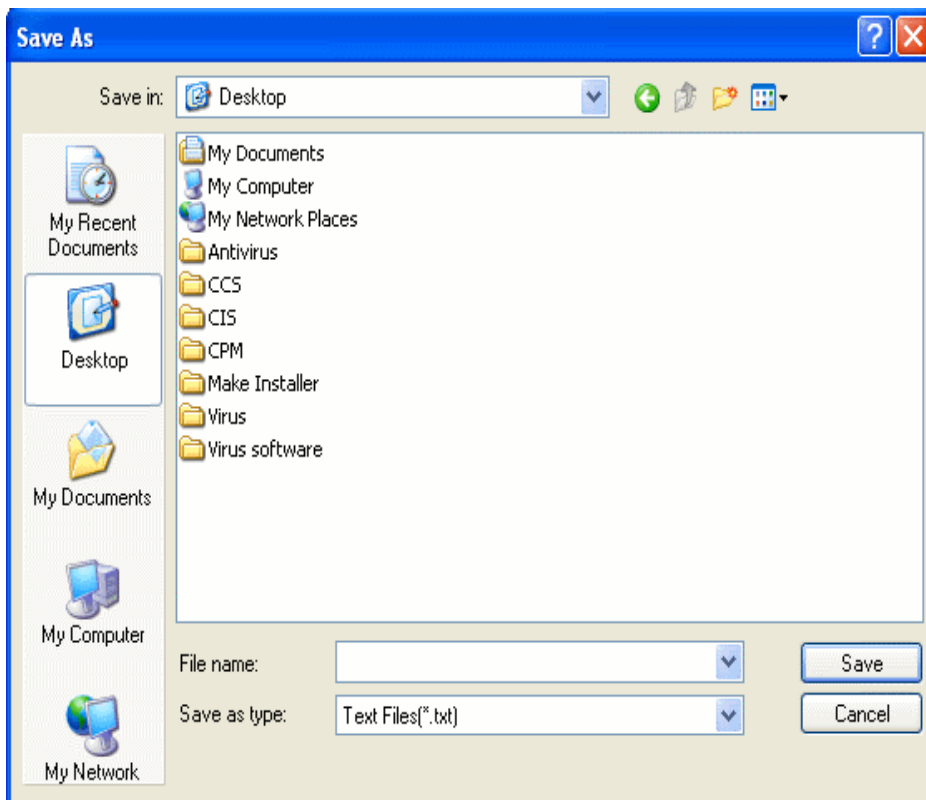 Save As
?
Save in:
Desktop
My Recent
Documents
Desktop
My Documents
My Computer
My Network
My Documents
My Computer
My Network Places
Antivirus
CCS
CIS
CPM
Make Installer
Virus
Virus software
File name:
Save
Save as type:
Text Files(*.txt)
Cancel